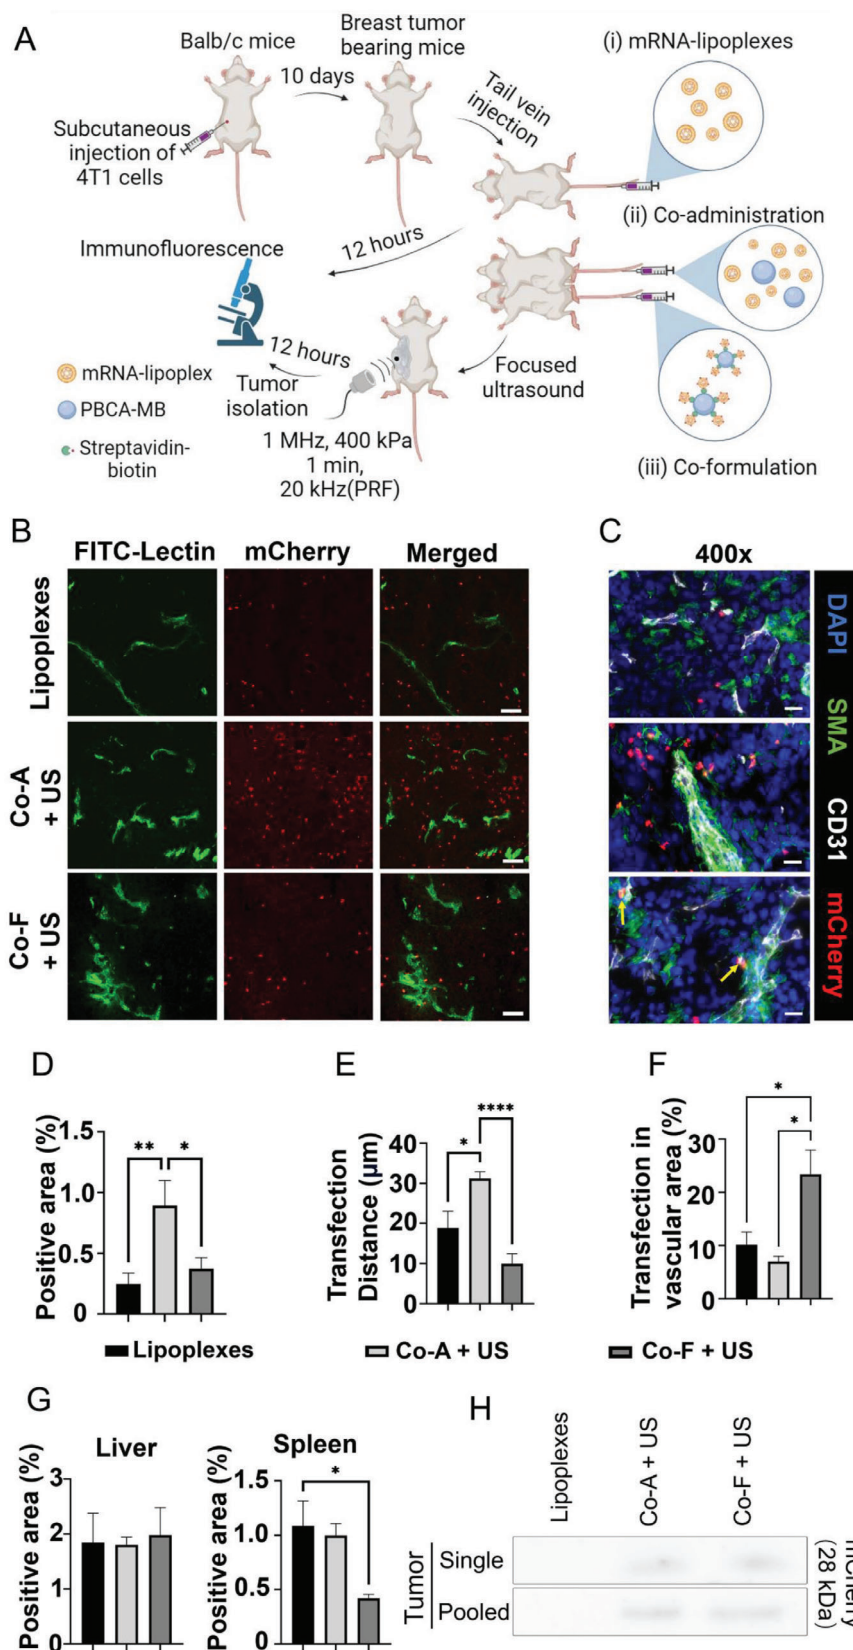 A
Balb/c mice
10 days
Breast tumor
bearing mice
Tail vein
injection
(i) mRNA-lipoplexes
Subcutaneous
injection of
4T1 cells
(ii) Co-administration
12 hours
Immunofluorescence
12 hours
Tumor
isolation
Focused
ultrasound
mRNA-lipoplex
PBCA-MB
Streptavidin-
biotin
1 MHz, 400 kPa
1 min,
20 kHz(PRF)
(iii) Co-formulation
B
FITC-Lectin
mCherry
Merged
Lipoplexes
Co-A
+ US
Co-F
+ US
C
400x
DAPI
SMA
CD31
mCherry
D
Positive area (%)
1.5
1.0
0.5
0
**
*
E
Transfection
Distance (µm)
40
30
20
10
0
*
****
F
Transfection in
vascular area (%)
30
20
10
0
*
*
Lipoplexes
Co-A + US
Co-F + US
G
Liver
Positive area (%)
3
2
1
0
Spleen
Positive area (%)
1.5
1.0
0.5
0
*
H
Lipoplexes
Co-A + US
Co-F + US
Tumor
Single
Pooled
mCherry
(28 kDa)